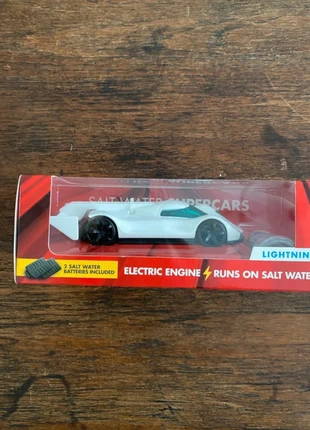 SALT WATER SUPERCARS
LIGHTNIN
2 SALT WATER
BATTERIES INCLUDED
ELECTRIC ENGINE⚡RUNS ON SALT WATE